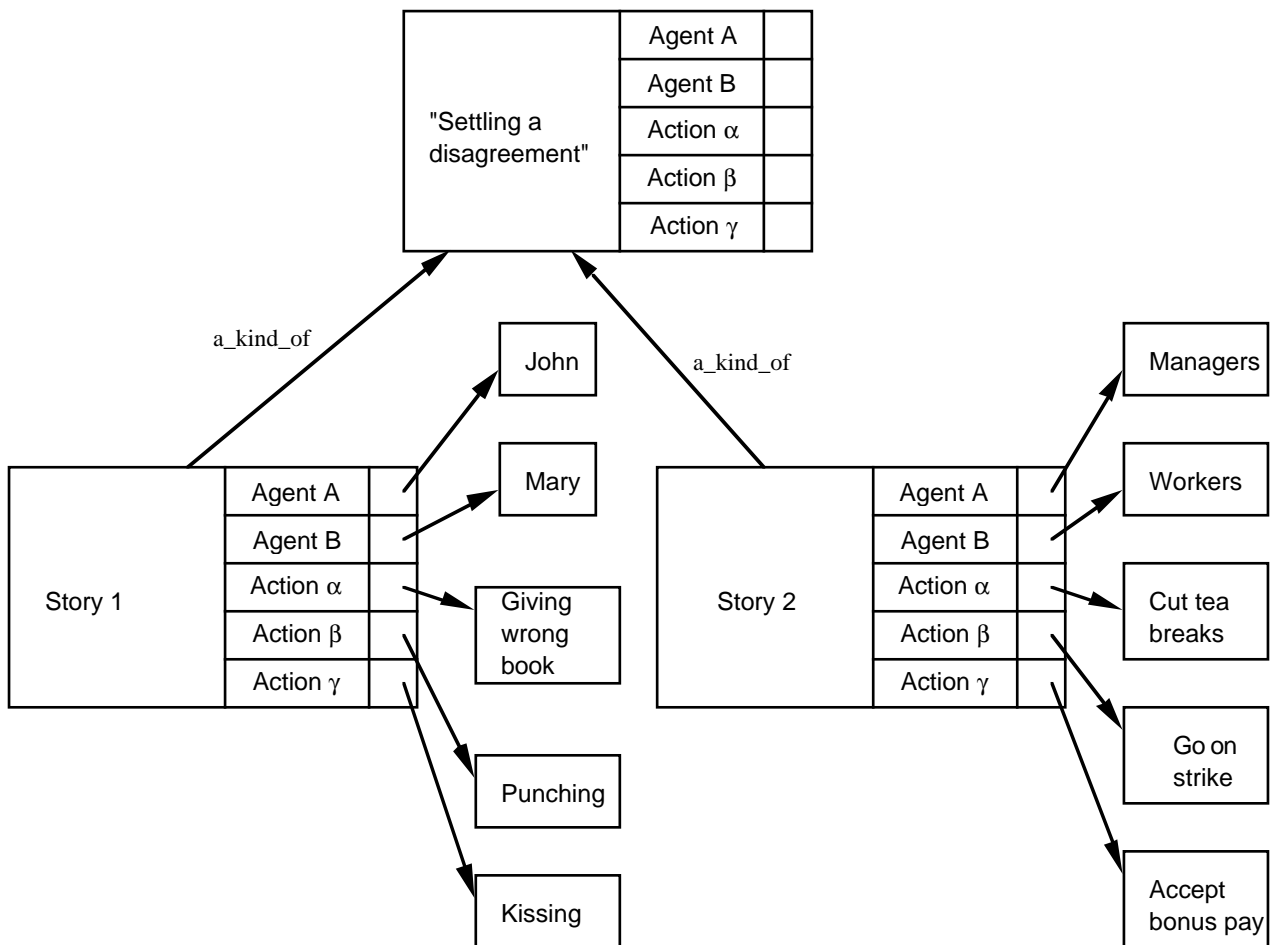 Agent A
Agent B
"Settling a
disagreement"
Action α
Action β
Action γ
a_kind_of
a_kind_of
John
Mary
Managers
Workers
Story 1
Agent A
Agent B
Action α
Action β
Action γ
Giving
wrong
book
Punching
Kissing
Story 2
Agent A
Agent B
Action α
Action β
Action γ
Cut tea
breaks
Go on
strike
Accept
bonus pay